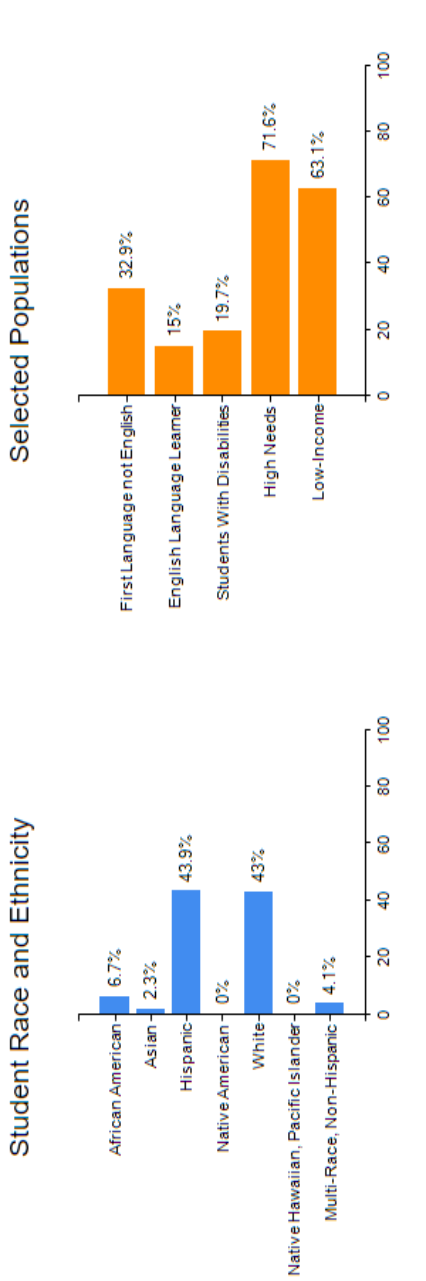 Student Race and Ethnicity
African American 6.7%
Asian 2.3%
Hispanic 43.9%
Native American 0%
White 43%
Native Hawaiian, Pacific Islander 0%
Multi-Race, Non-Hispanic 4.1%
0 20 40 60 80 100
Selected Populations
First Language not English 32.9%
English Language Learner 15%
Students With Disabilities 19.7%
High Needs 71.6%
Low-Income 63.1%
0 20 40 60 80 100